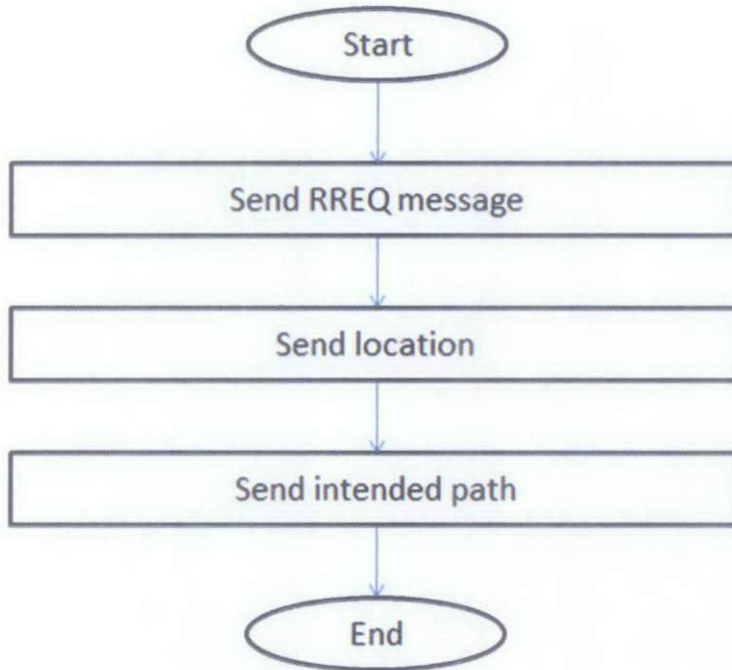 Start
Send RREQ message
Send location
Send intended path
End